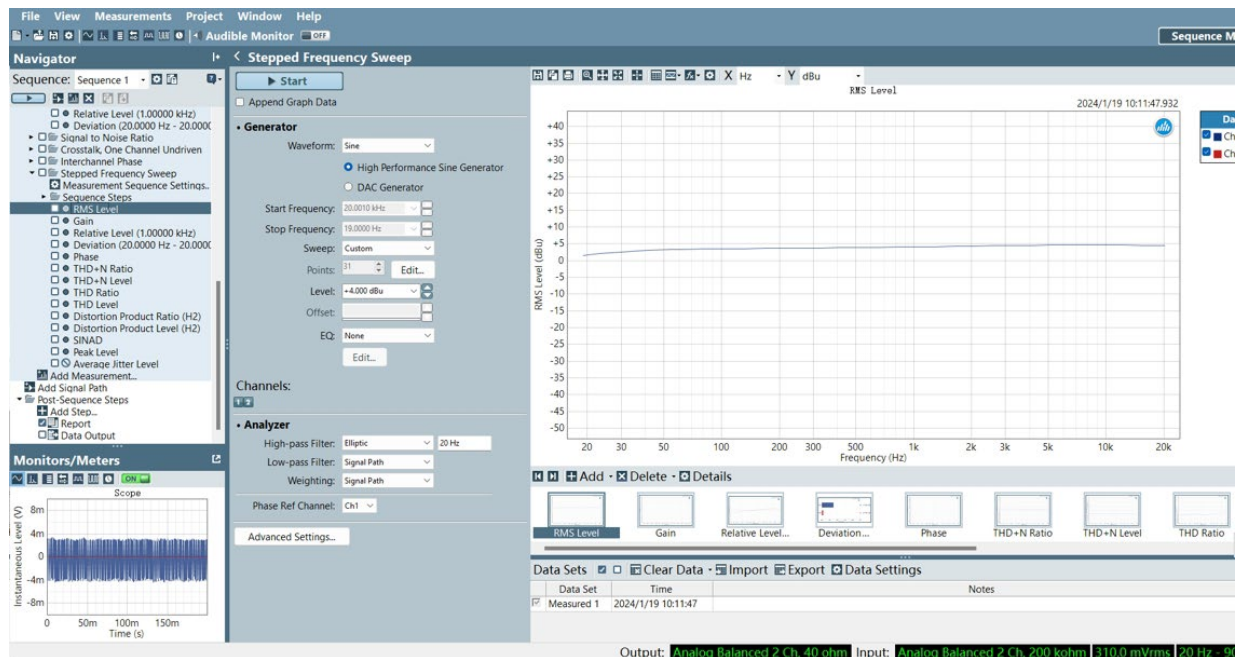 File View Measurements Project Window Help
Audible Monitor OFF
Sequence M
Navigator
Sequence: Sequence 1
Relative Level (1.00000 kHz)
Deviation (20.0000 Hz - 20.000(
Signal to Noise Ratio
Crosstalk, One Channel Undriven
Interchannel Phase
Stepped Frequency Sweep
Measurement Sequence Settings..
Sequence Steps
RMS Level
Gain
Relative Level (1.00000 kHz)
Deviation (20.0000 Hz - 20.000(
Phase
THD+N Ratio
THD+N Level
THD Ratio
THD Level
Distortion Product Ratio (H2)
Distortion Product Level (H2)
SINAD
Peak Level
Average Jitter Level
Add Measurement...
Add Signal Path
Post-Sequence Steps
Add Step...
Report
Data Output
Monitors/Meters
ON
Scope
Instantaneous Level (V)
8m
4m
0
-4m
-8m
0 50m 100m 150m
Time (s)
Stepped Frequency Sweep
Start
Append Graph Data
Generator
Waveform: Sine
High Performance Sine Generator
DAC Generator
Start Frequency: 20.0010 kHz
Stop Frequency: 19.0000 Hz
Sweep: Custom
Points: 31 Edit...
Level: +4.000 dBu
Offset:
EQ: None
Edit...
Channels:
1 2
Analyzer
High-pass Filter: Elliptic 20 Hz
Low-pass Filter: Signal Path
Weighting: Signal Path
Phase Ref Channel: Ch1
Advanced Settings...
X Hz Y dBu
RMS Level
2024/1/19 10:11:47.932
RMS Level (dBu)
+40
+35
+30
+25
+20
+15
+10
+5
0
-5
-10
-15
-20
-25
-30
-35
-40
-45
-50
20 30 50 100 200 300 500 1k 2k 3k 5k 10k 20k
Frequency (Hz)
Da
Ch
Ch
Add Delete Details
RMS Level Gain Relative Level... Deviation... Phase THD+N Ratio THD+N Level THD Ratio
Data Sets Clear Data Import Export Data Settings
Data Set Time Notes
Measured 1 2024/1/19 10:11:47
Output: Analog Balanced 2 Ch, 40 ohm Input: Analog Balanced 2 Ch, 200 kohm 310.0 mVrms 20 Hz - 90